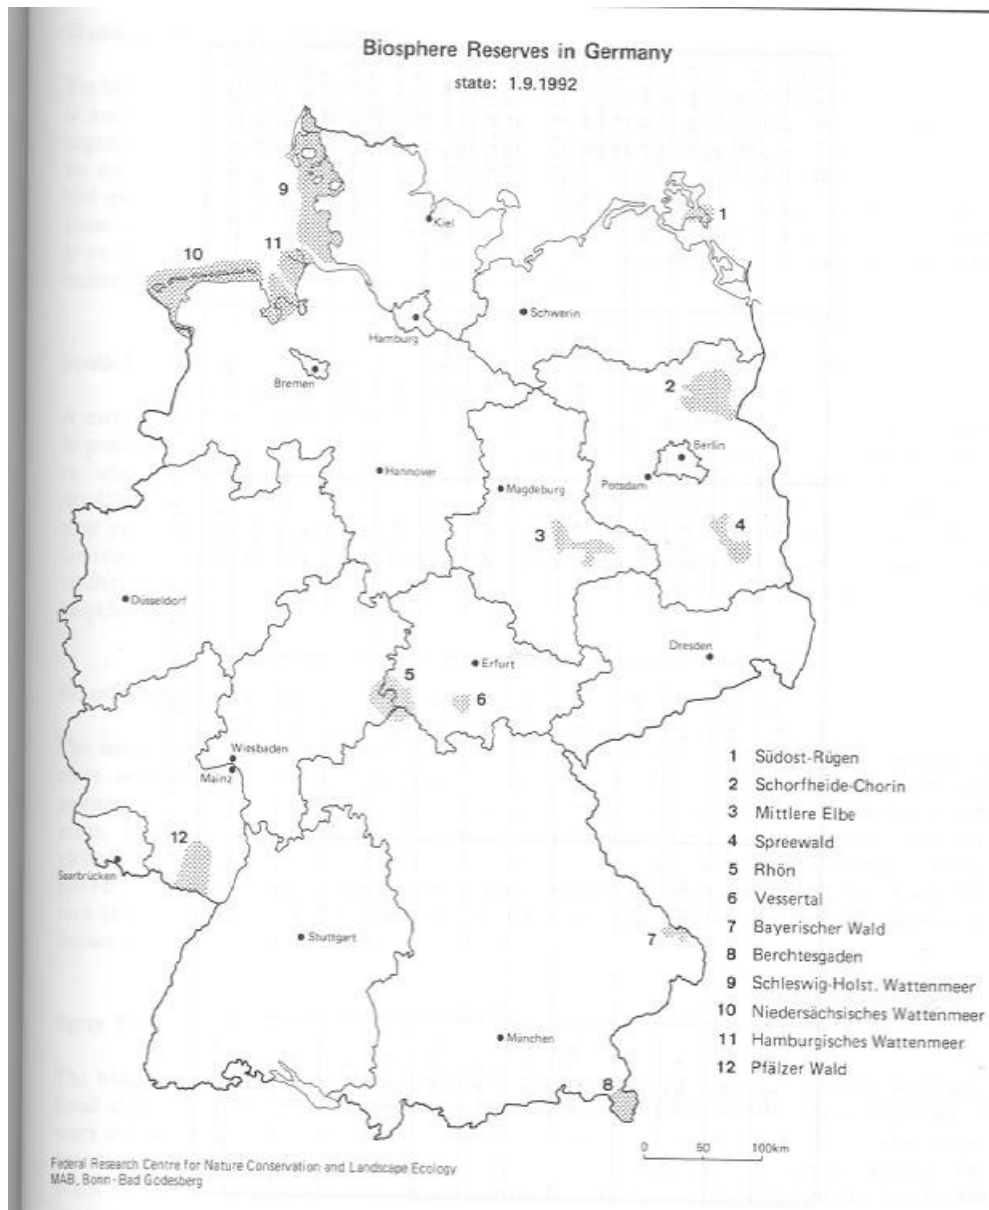 Biosphere Reserves in Germany
state: 1.9.1992
9
Kiel
1
11
10
Schwerin
Hamburg
Bremen
2
Berlin
Hannover
Potsdam
Magdeburg
3
4
Düsseldorf
Dresden
Erfurt
5
6
Wiesbaden
Mainz
12
Saarbrücken
Stuttgart
7
München
8
1 Südost-Rügen
2 Schorfheide-Chorin
3 Mittlere Elbe
4 Spreewald
5 Rhön
6 Vessertal
7 Bayerischer Wald
8 Berchtesgaden
9 Schleswig-Holst. Wattenmeer
10 Niedersächsisches Wattenmeer
11 Hamburgisches Wattenmeer
12 Pfälzer Wald
0 50 100km
Federal Research Centre for Nature Conservation and Landscape Ecology
MAB, Bonn-Bad Godesberg